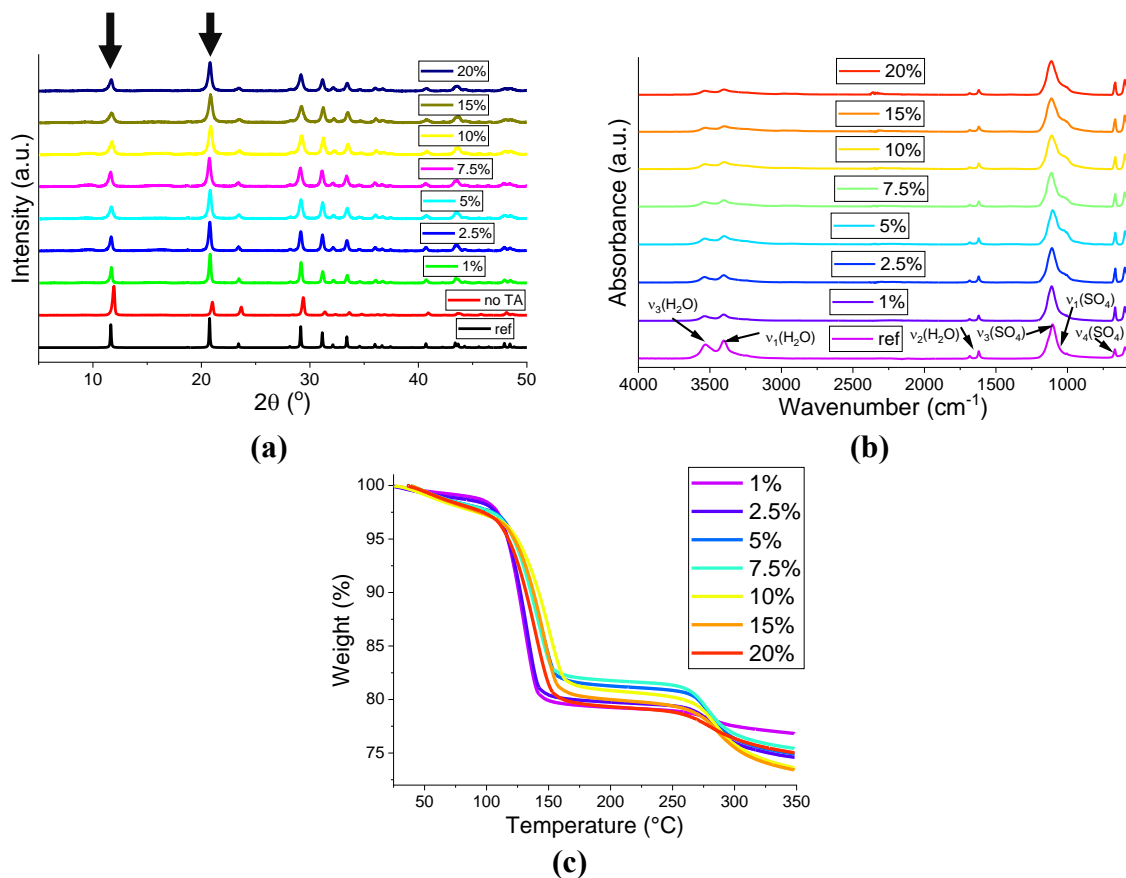 Intensity (a.u.)
20%
15%
10%
7.5%
5%
2.5%
1%
no TA
ref
10 20 30 40 50
2θ (°)
(a)
Absorbance (a.u.)
20%
15%
10%
7.5%
5%
2.5%
1%
ref
ν₃(H₂O)
ν₁(H₂O)
ν₂(H₂O)
ν₃(SO₄)
ν₁(SO₄)
ν₄(SO₄)
4000 3500 3000 2500 2000 1500 1000
Wavenumber (cm⁻¹)
(b)
Weight (%)
100
95
90
85
80
75
1%
2.5%
5%
7.5%
10%
15%
20%
50 100 150 200 250 300 350
Temperature (°C)
(c)